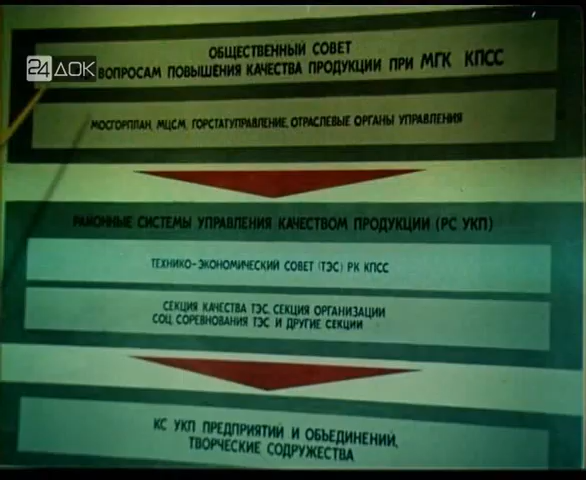 24 ДОК
ОБЩЕСТВЕННЫЙ СОВЕТ
ВОПРОСАМ ПОВЫШЕНИЯ КАЧЕСТВА ПРОДУКЦИИ ПРИ МГК КПСС
МОСГОРПЛАН, МЦСМ, ГОРСТАТУПРАВЛЕНИЕ, ОТРАСЛЕВЫЕ ОРГАНЫ УПРАВЛЕНИЯ
РАЙОННЫЕ СИСТЕМЫ УПРАВЛЕНИЯ КАЧЕСТВОМ ПРОДУКЦИИ (РС УКП)
ТЕХНИКО-ЭКОНОМИЧЕСКИЙ СОВЕТ (ТЭС) РК КПСС
СЕКЦИЯ КАЧЕСТВА ТЭС, СЕКЦИЯ ОРГАНИЗАЦИИ
СОЦ. СОРЕВНОВАНИЯ ТЭС И ДРУГИЕ СЕКЦИИ
КС УКП ПРЕДПРИЯТИЙ И ОБЪЕДИНЕНИЙ,
ТВОРЧЕСКИЕ СОДРУЖЕСТВА